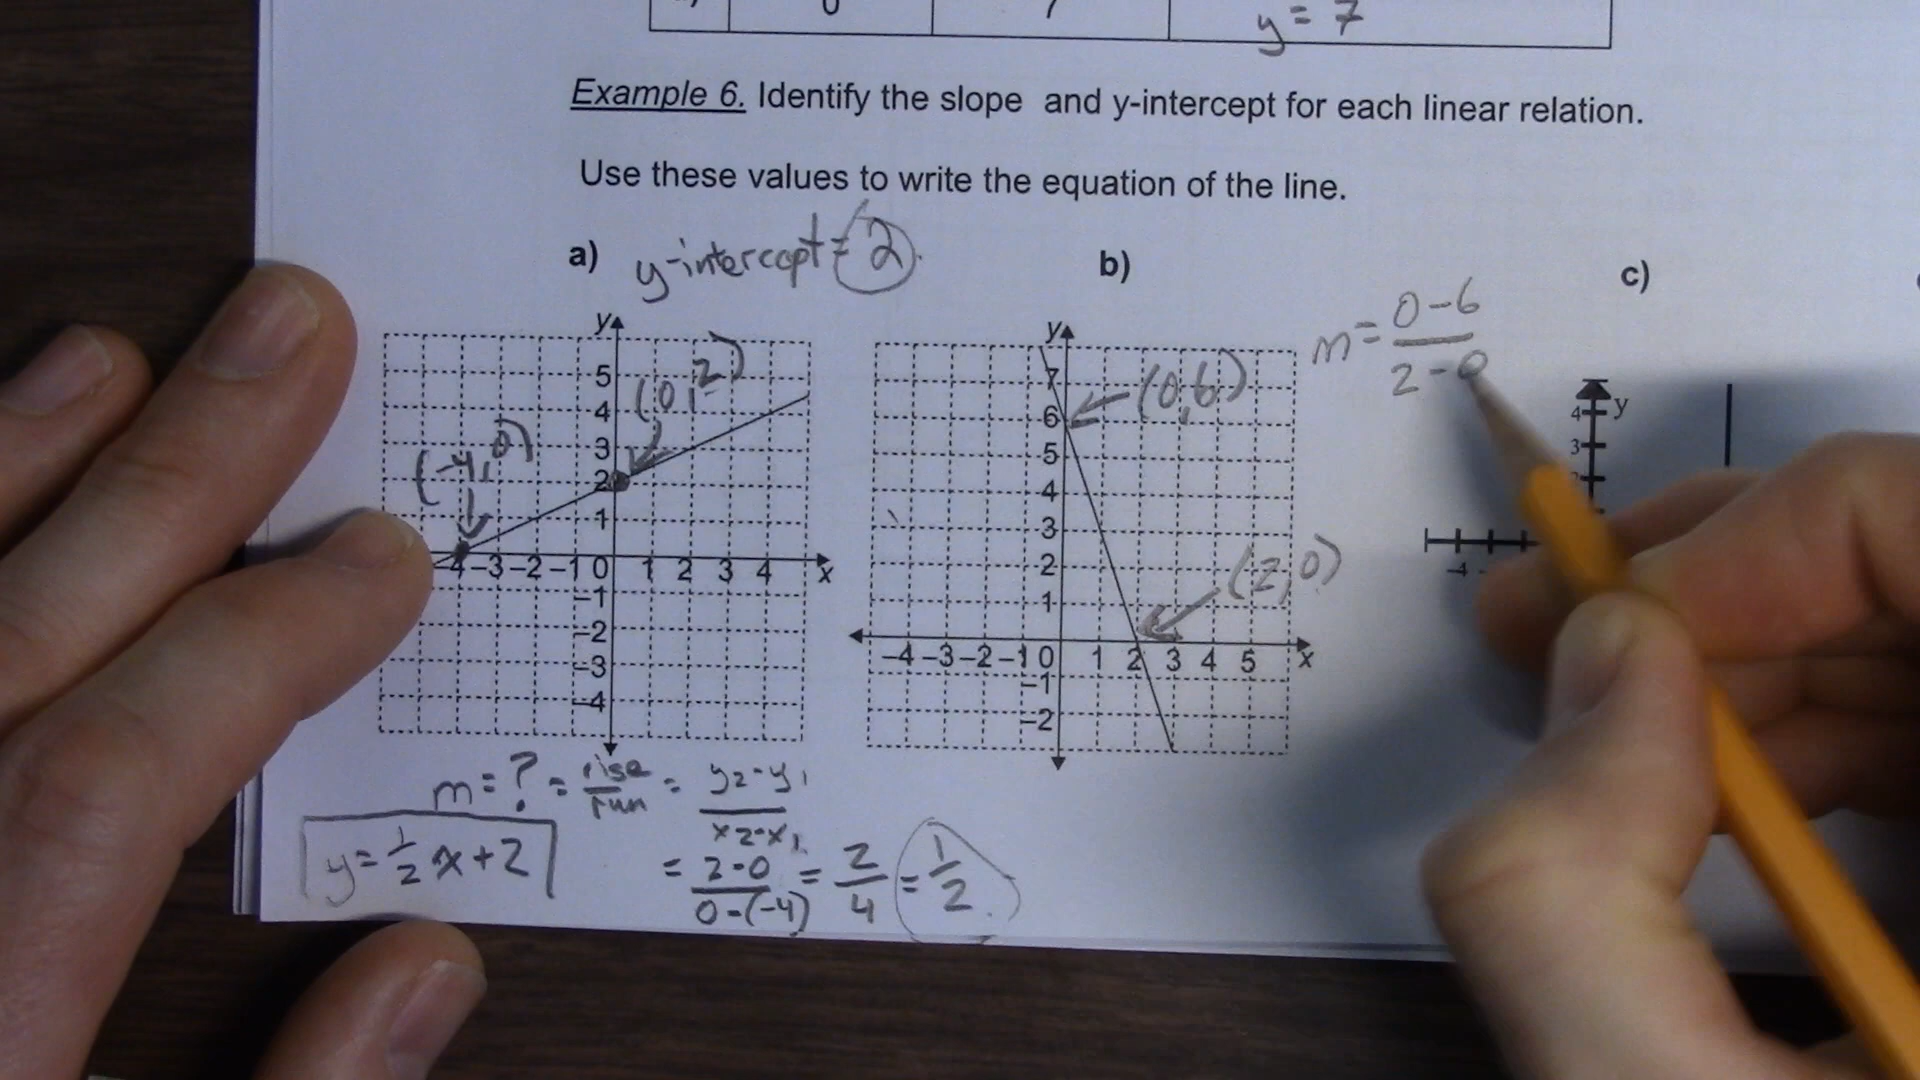 y = 7
Example 6. Identify the slope and y-intercept for each linear relation.
Use these values to write the equation of the line.
a) y-intercept = 2
b)
m = 0-6
2-0
c)
y
5
4
3
2
1
-4 -3 -2 -1 0 1 2 3 4 x
-1
-2
-3
-4
(0, 2)
(-4, 0)
y
7
6
5
4
3
2
1
-4 -3 -2 -1 0 1 2 3 4 5 x
-1
-2
(0,6)
(2,0)
y
4
3
-4
m = ? = rise/run = y2-y1
x2-x1
= 2-0/0-(-4) = 2/4 = 1/2
y = 1/2 x + 2